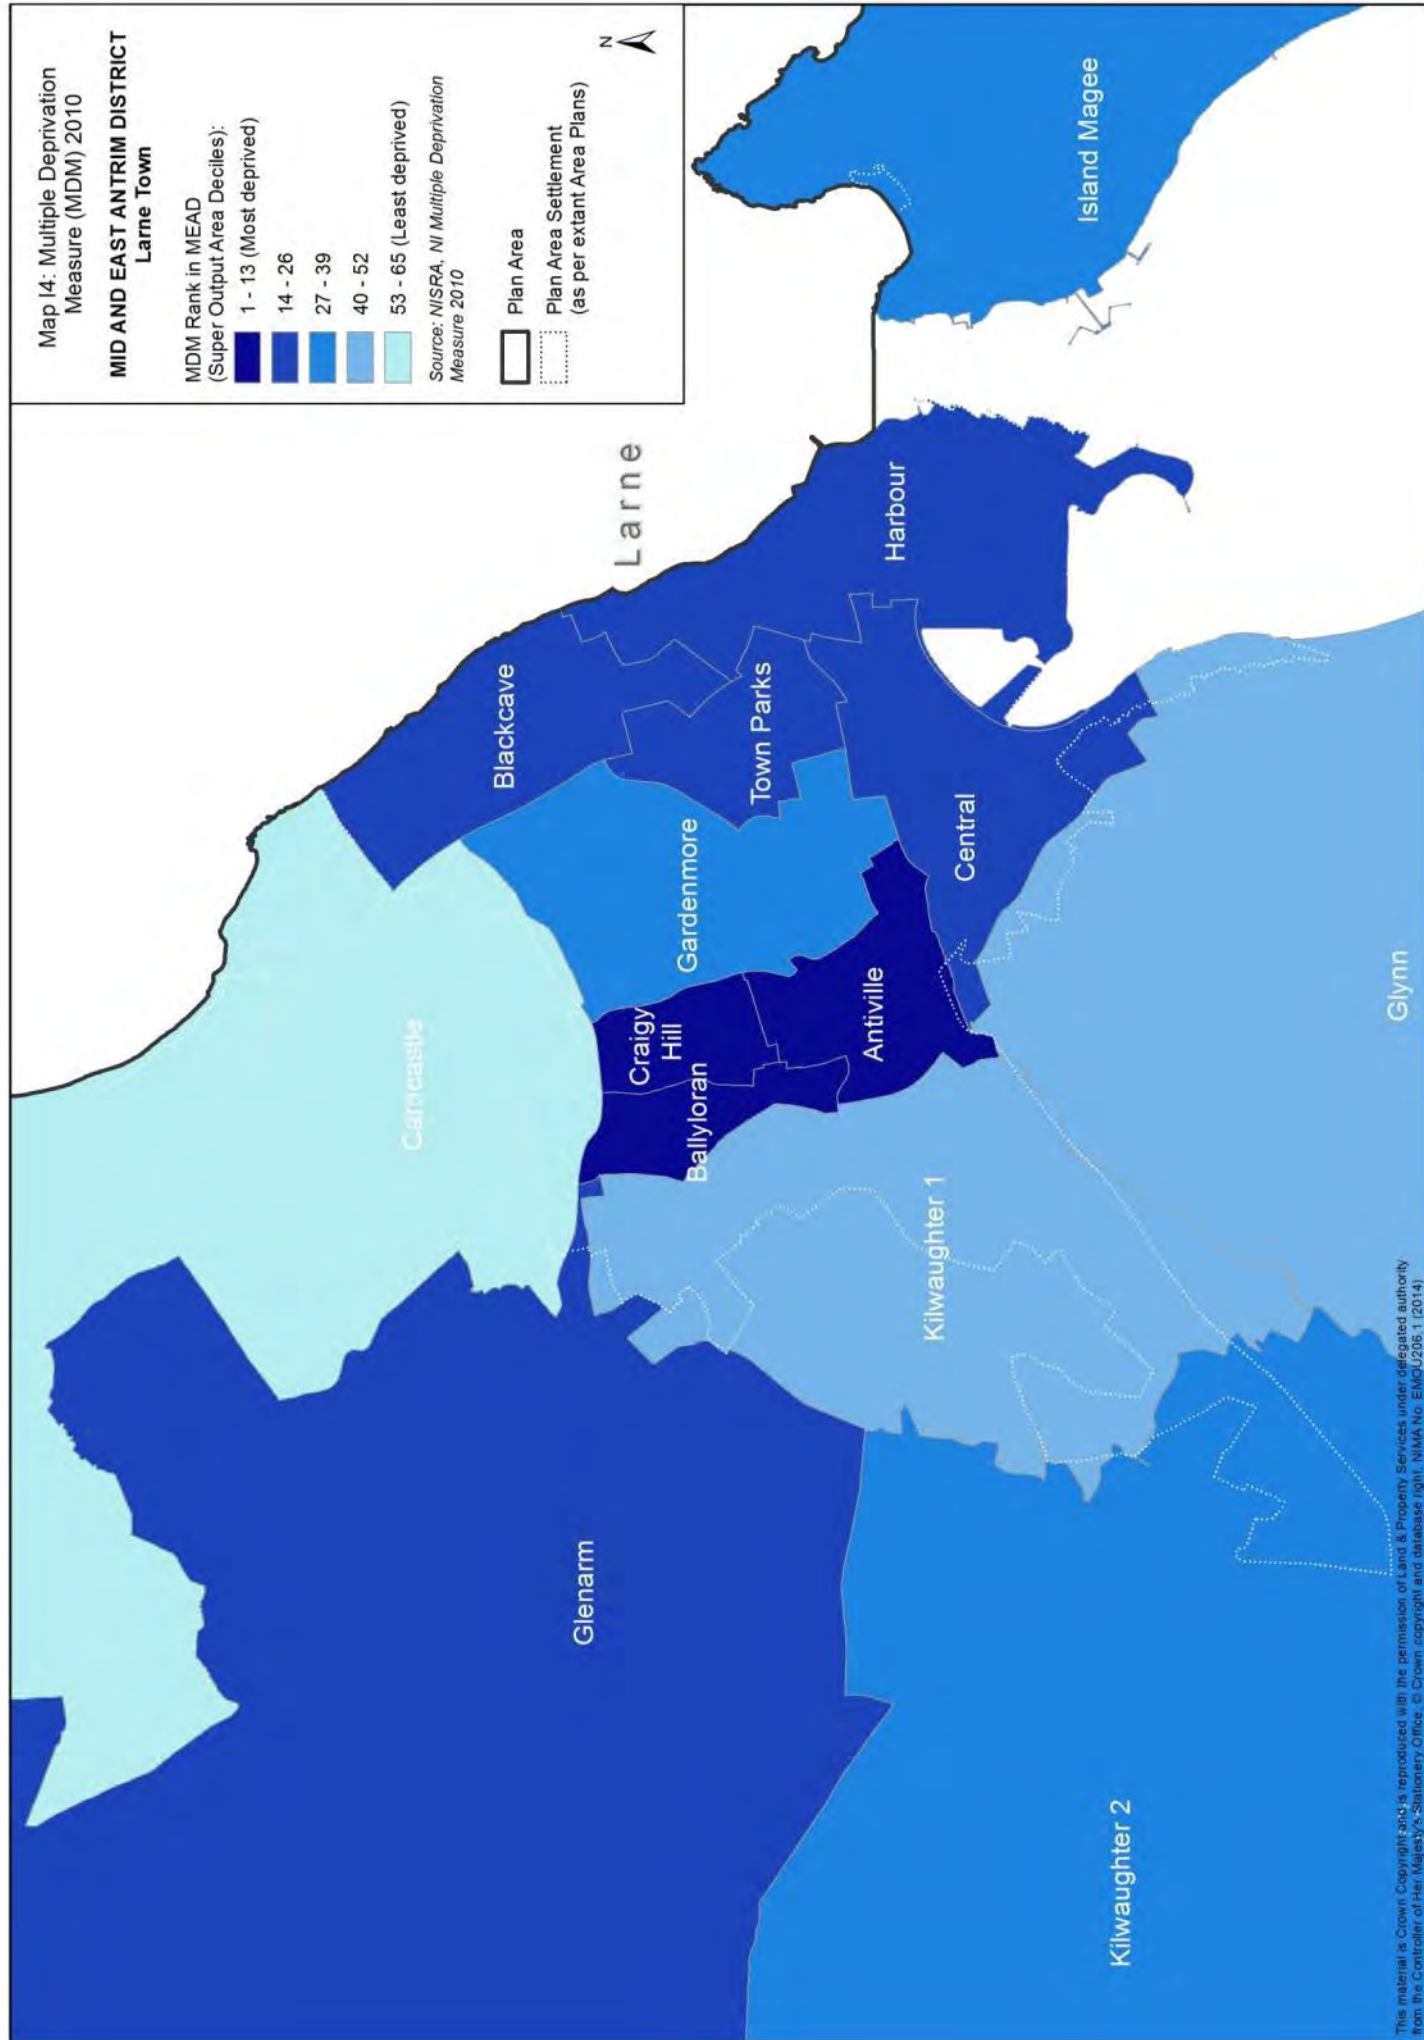 Map I4: Multiple Deprivation
Measure (MDM) 2010
MID AND EAST ANTRIM DISTRICT
Larne Town
MDM Rank in MEAD
(Super Output Area Deciles):
1 - 13 (Most deprived)
14 - 26
27 - 39
40 - 52
53 - 65 (Least deprived)
Source: NISRA, NI Multiple Deprivation
Measure 2010
Plan Area
Plan Area Settlement
(as per extant Area Plans)
N
Larne
Carncastle
Blackcave
Glenarm
Craigy
Hill
Ballyloran
Gardenmore
Town Parks
Harbour
Antiville
Central
Kilwaughter 1
Island Magee
Kilwaughter 2
Glynn
This material is Crown Copyright and is reproduced with the permission of Land & Property Services under delegated authority
from the Controller of Her Majesty's Stationery Office, © Crown copyright and database right, NIMA No. EMOU206.1 (2014)